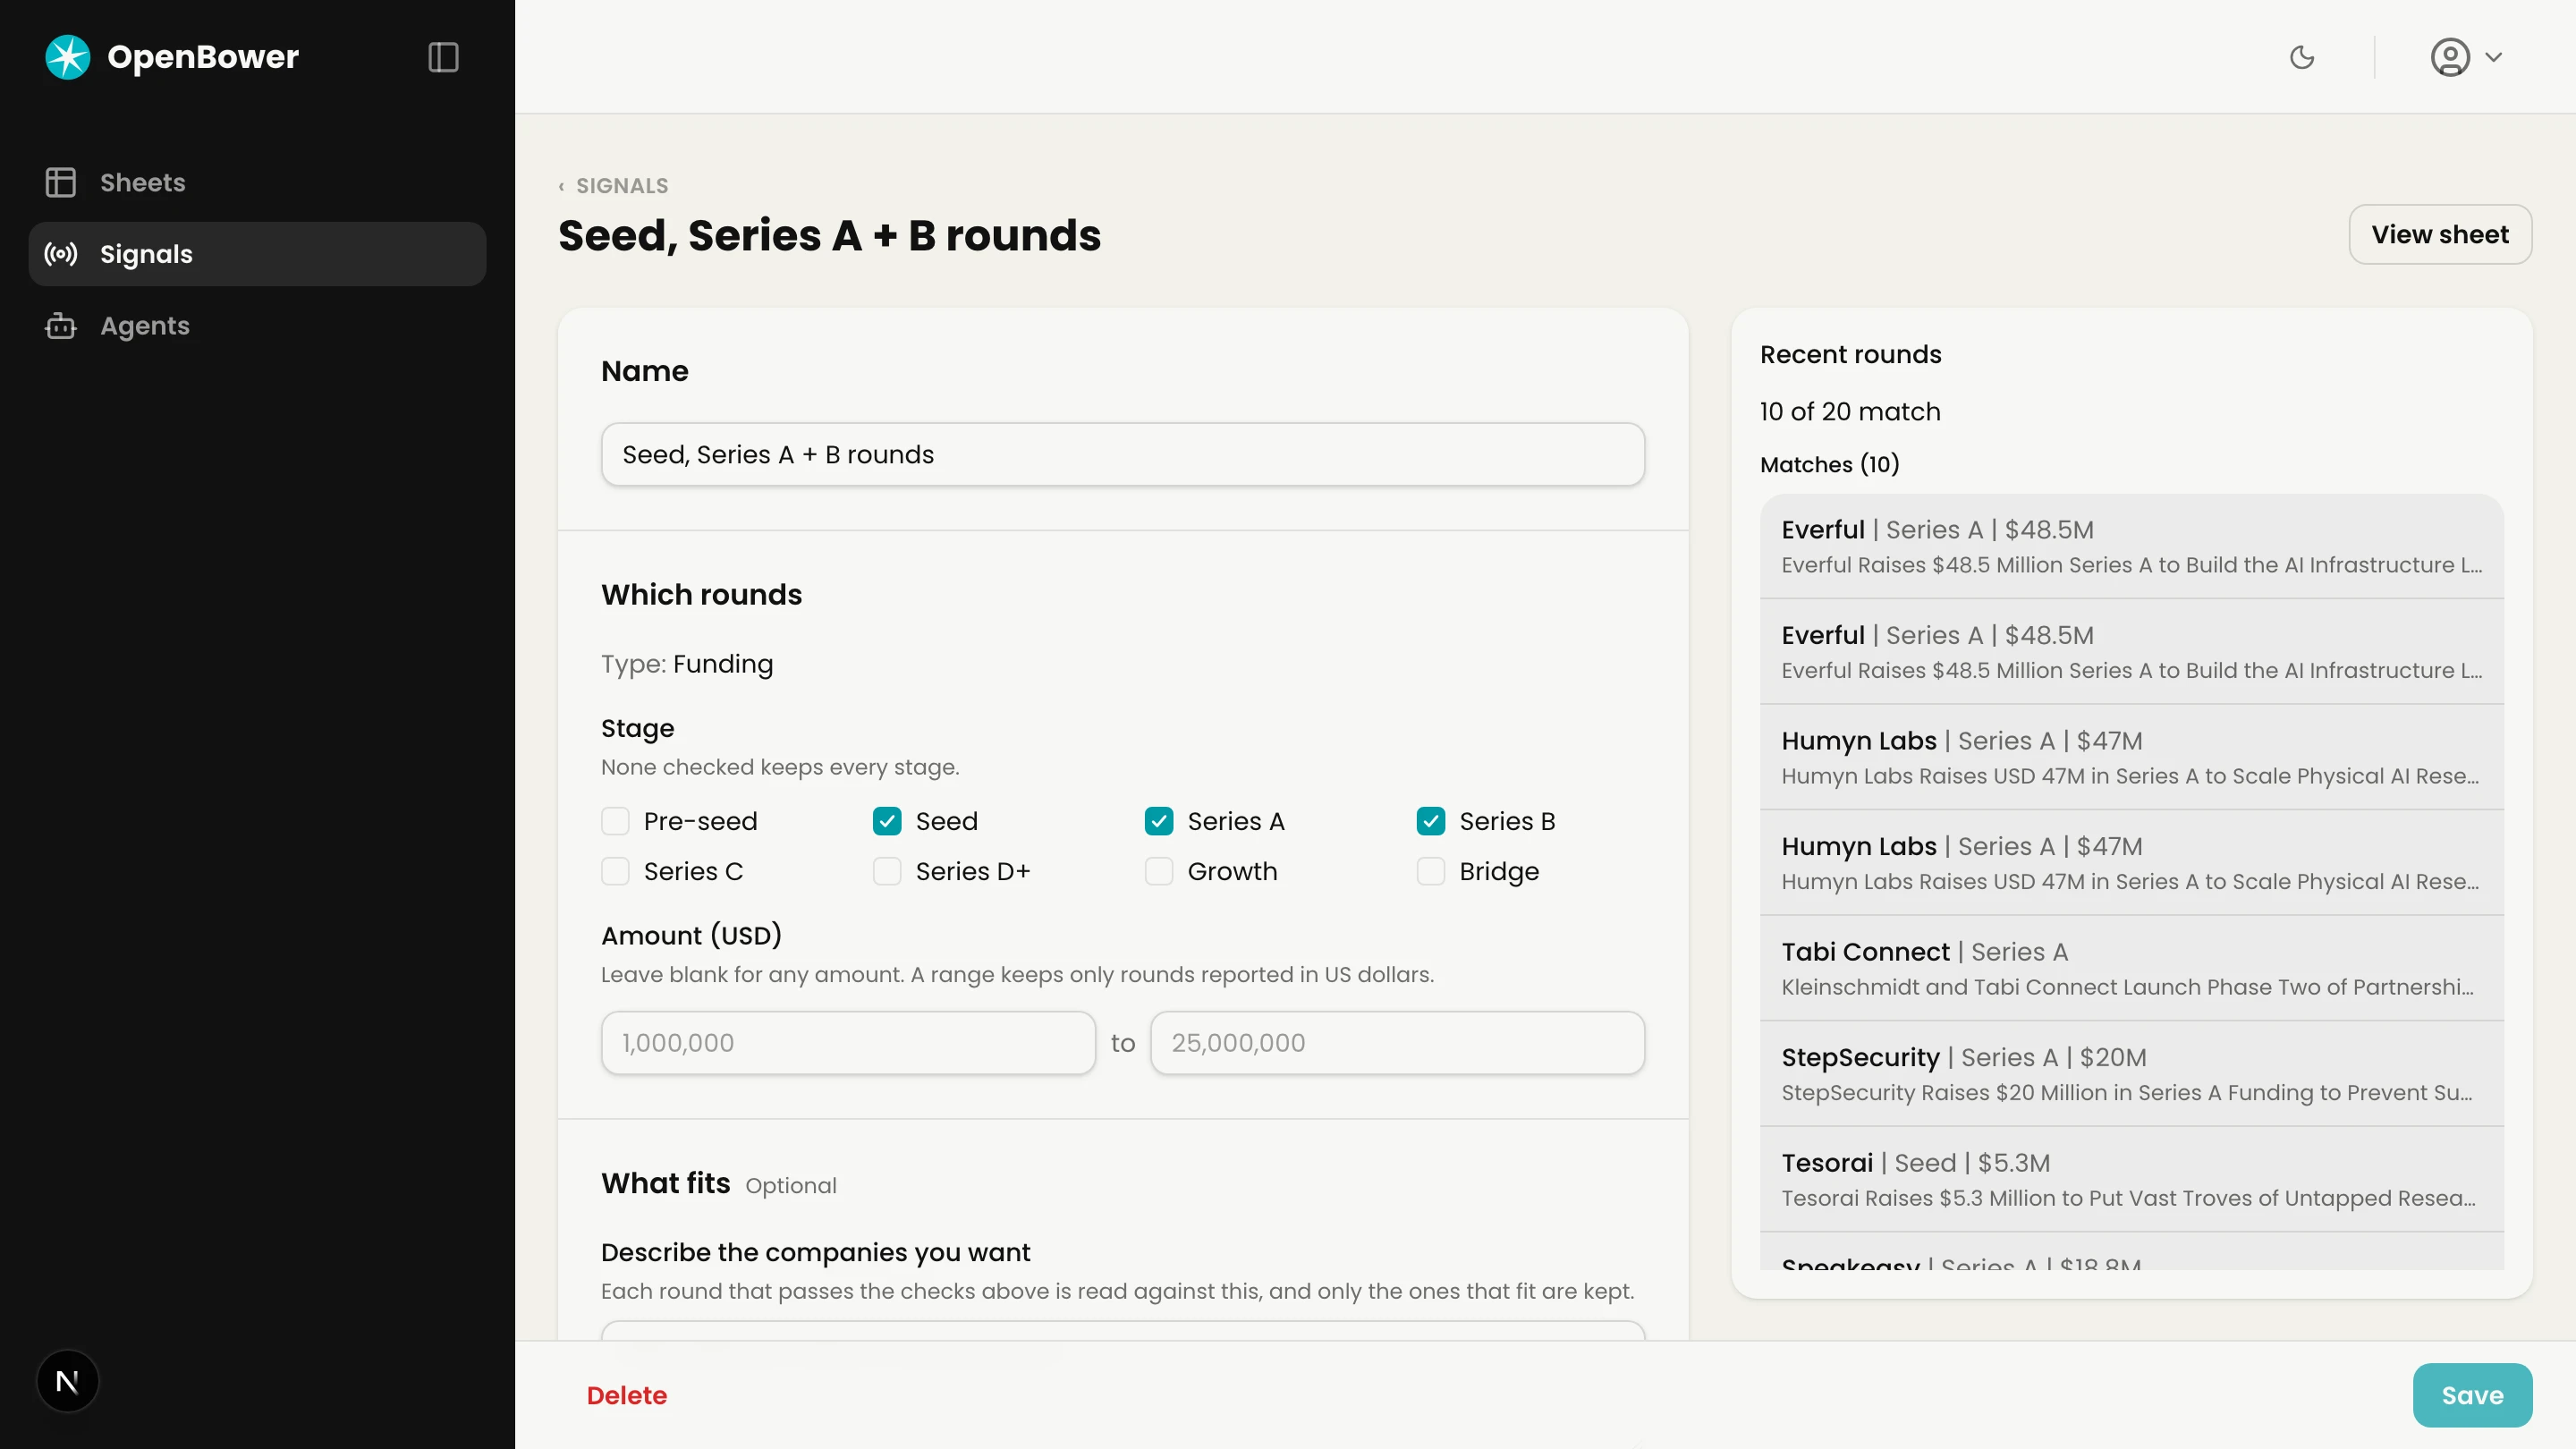 OpenBower
Sheets
Signals
Agents
N
‹ SIGNALS
Seed, Series A + B rounds
View sheet
Name
Seed, Series A + B rounds
Which rounds
Type: Funding
Stage
None checked keeps every stage.
Pre-seed
Seed
Series A
Series B
Series C
Series D+
Growth
Bridge
Amount (USD)
Leave blank for any amount. A range keeps only rounds reported in US dollars.
1,000,000 to 25,000,000
What fits Optional
Describe the companies you want
Each round that passes the checks above is read against this, and only the ones that fit are kept.
Recent rounds
10 of 20 match
Matches (10)
Everful | Series A | $48.5M
Everful Raises $48.5 Million Series A to Build the AI Infrastructure L...
Everful | Series A | $48.5M
Everful Raises $48.5 Million Series A to Build the AI Infrastructure L...
Humyn Labs | Series A | $47M
Humyn Labs Raises USD 47M in Series A to Scale Physical AI Rese...
Humyn Labs | Series A | $47M
Humyn Labs Raises USD 47M in Series A to Scale Physical AI Rese...
Tabi Connect | Series A
Kleinschmidt and Tabi Connect Launch Phase Two of Partnershi...
StepSecurity | Series A | $20M
StepSecurity Raises $20 Million in Series A Funding to Prevent Su...
Tesorai | Seed | $5.3M
Tesorai Raises $5.3 Million to Put Vast Troves of Untapped Resea...
Speakeasy | Series A | $18.8M
Delete
Save